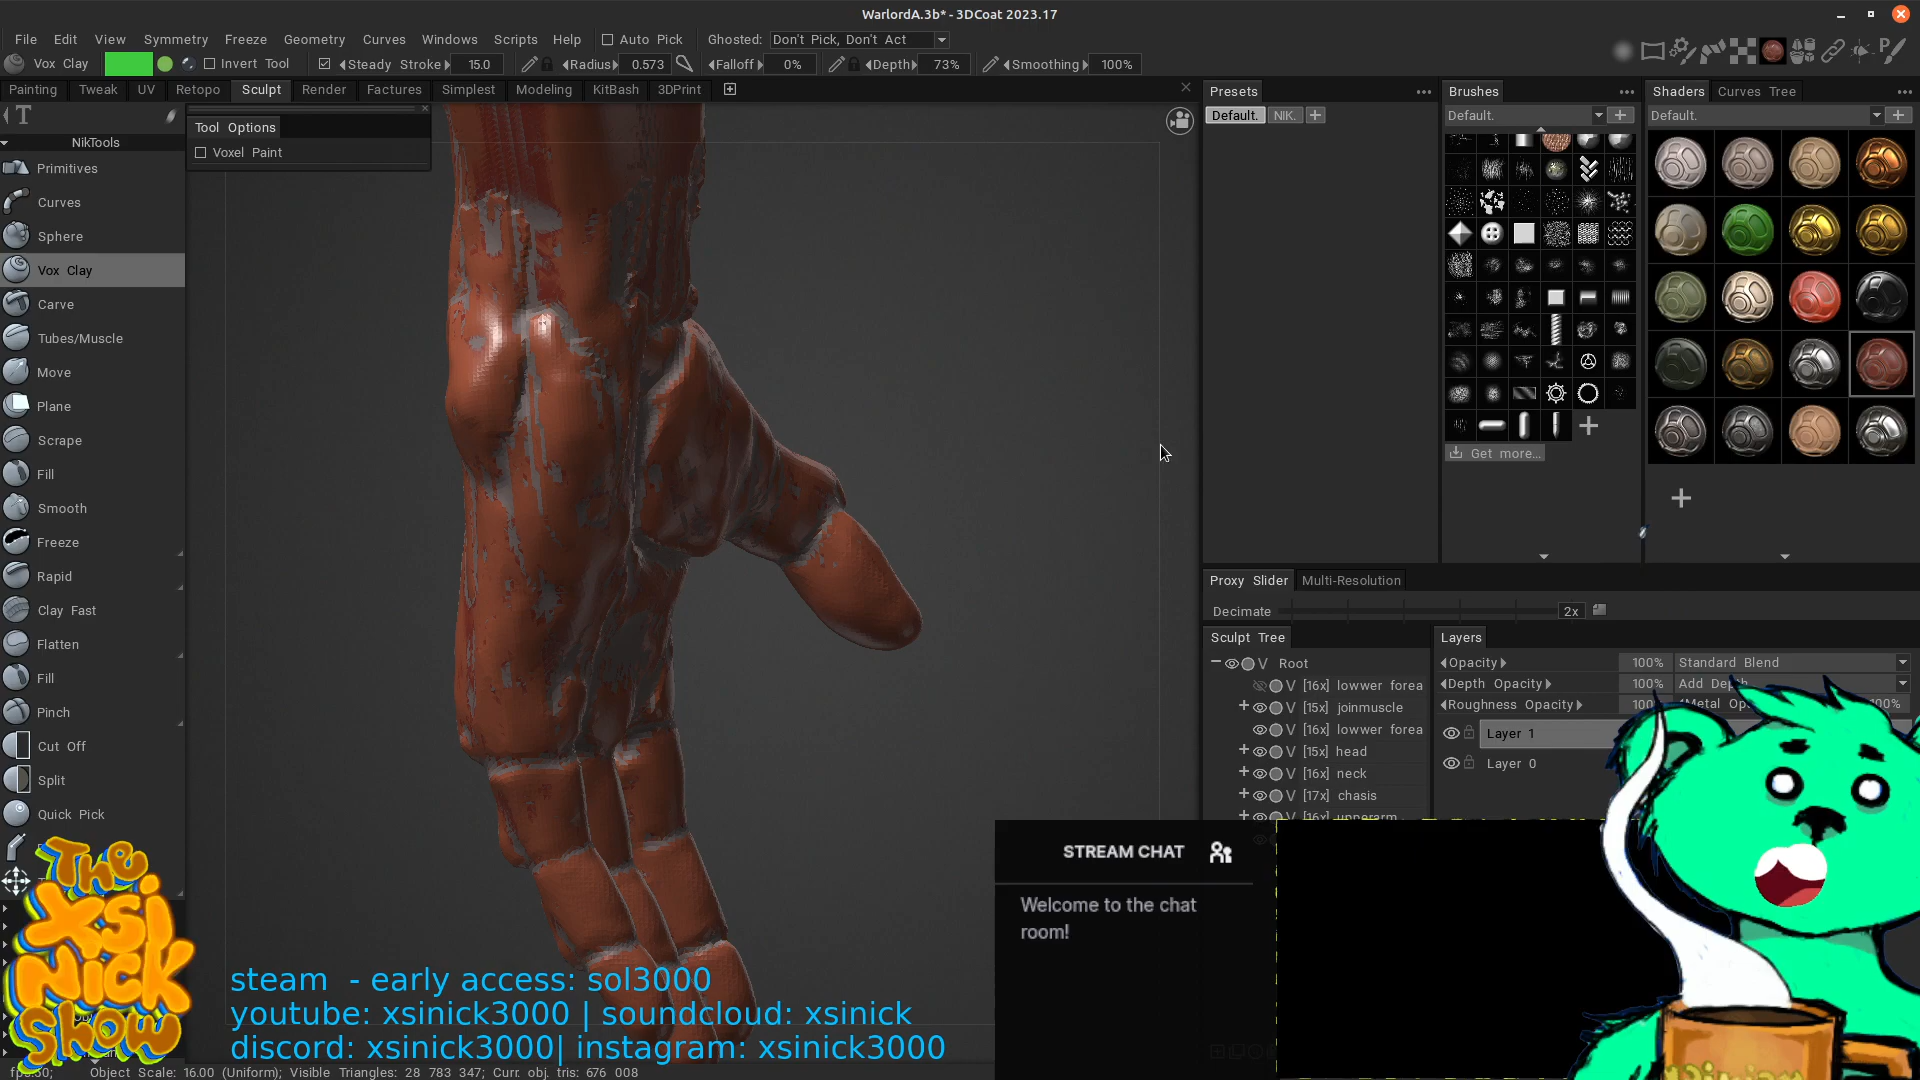 WarlordA.3b* - 3DCoat 2023.17
File Edit View Symmetry Freeze Geometry Curves Windows Scripts Help Auto Pick Ghosted: Don't Pick, Don't Act
Vox Clay Invert Tool Steady Stroke 15.0 Radius 0.573 Falloff 0% Depth 73% Smoothing 100%
Painting Tweak UV Retopo Sculpt Render Factures Simplest Modeling KitBash 3DPrint
NikTools
Primitives
Curves
Sphere
Vox Clay
Carve
Tubes/Muscle
Move
Plane
Scrape
Fill
Smooth
Freeze
Rapid
Clay Fast
Flatten
Fill
Pinch
Cut Off
Split
Quick Pick
Tool Options
Voxel Paint
Presets
Default. NIK.
Brushes
Default.
Get more...
Shaders Curves Tree
Default.
Proxy Slider Multi-Resolution
Decimate 2x
Sculpt Tree
Root
V [16x] lowwer forea
V [15x] joinmuscle
V [16x] lowwer forea
V [15x] head
V [16x] neck
V [17x] chasis
V [16x] upperarm
Layers
Opacity 100% Standard Blend
Depth Opacity 100% Add Depth
Roughness Opacity 100% Metal Op 100%
Layer 1
Layer 0
STREAM CHAT
Welcome to the chat
room!
The
XSI
Nick
Show
steam - early access: sol3000
youtube: xsinick3000 | soundcloud: xsinick
discord: xsinick3000| instagram: xsinick3000
Object Scale: 16.00 (Uniform); Visible Triangles: 28 783 347; Curr. obj. tris: 676 008